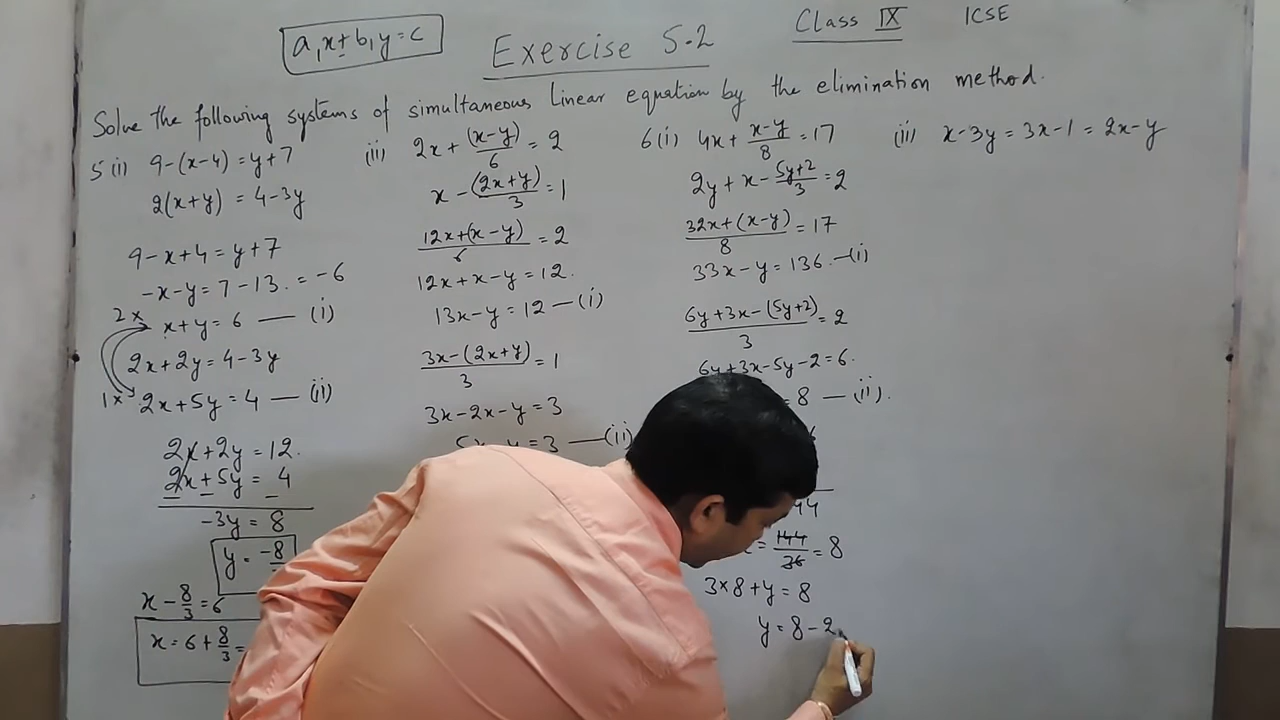 a₁x+b₁y=c
Exercise 5.2
Class IX ICSE
Solve the following systems of simultaneous Linear equation by the elimination method.
5(i) 9-(x-4)=y+7
2(x+y) = 4-3y
9-x+4=y+7
-x-y=7-13. =-6
2x
x+y=6 — (i)
2x+2y=4-3y
1x 2x+5y=4 — (ii)
2x+2y=12.
2x+5y= 4
- - -
-3y= 8
y= -8
x-8/3=6
x=6+8/3=
(ii) 2x+(x-y)/6=2
x-(2x+y)/3=1
12x+(x-y)/6=2
12x+x-y=12.
13x-y=12 — (i)
3x-(2x+y)/3=1
3x-2x-y=3
=3 — (ii)
6(i) 4x+(x-y)/8=17
2y+x-(5y+2)/3=2
32x+(x-y)/8=17
33x-y=136 — (i)
6y+3x-(5y+2)/3=2
6y+3x-5y-2=6.
=8 — (ii).
44
=144/36=8
3×8+y=8
y=8-2
(ii) x-3y=3x-1=2x-y